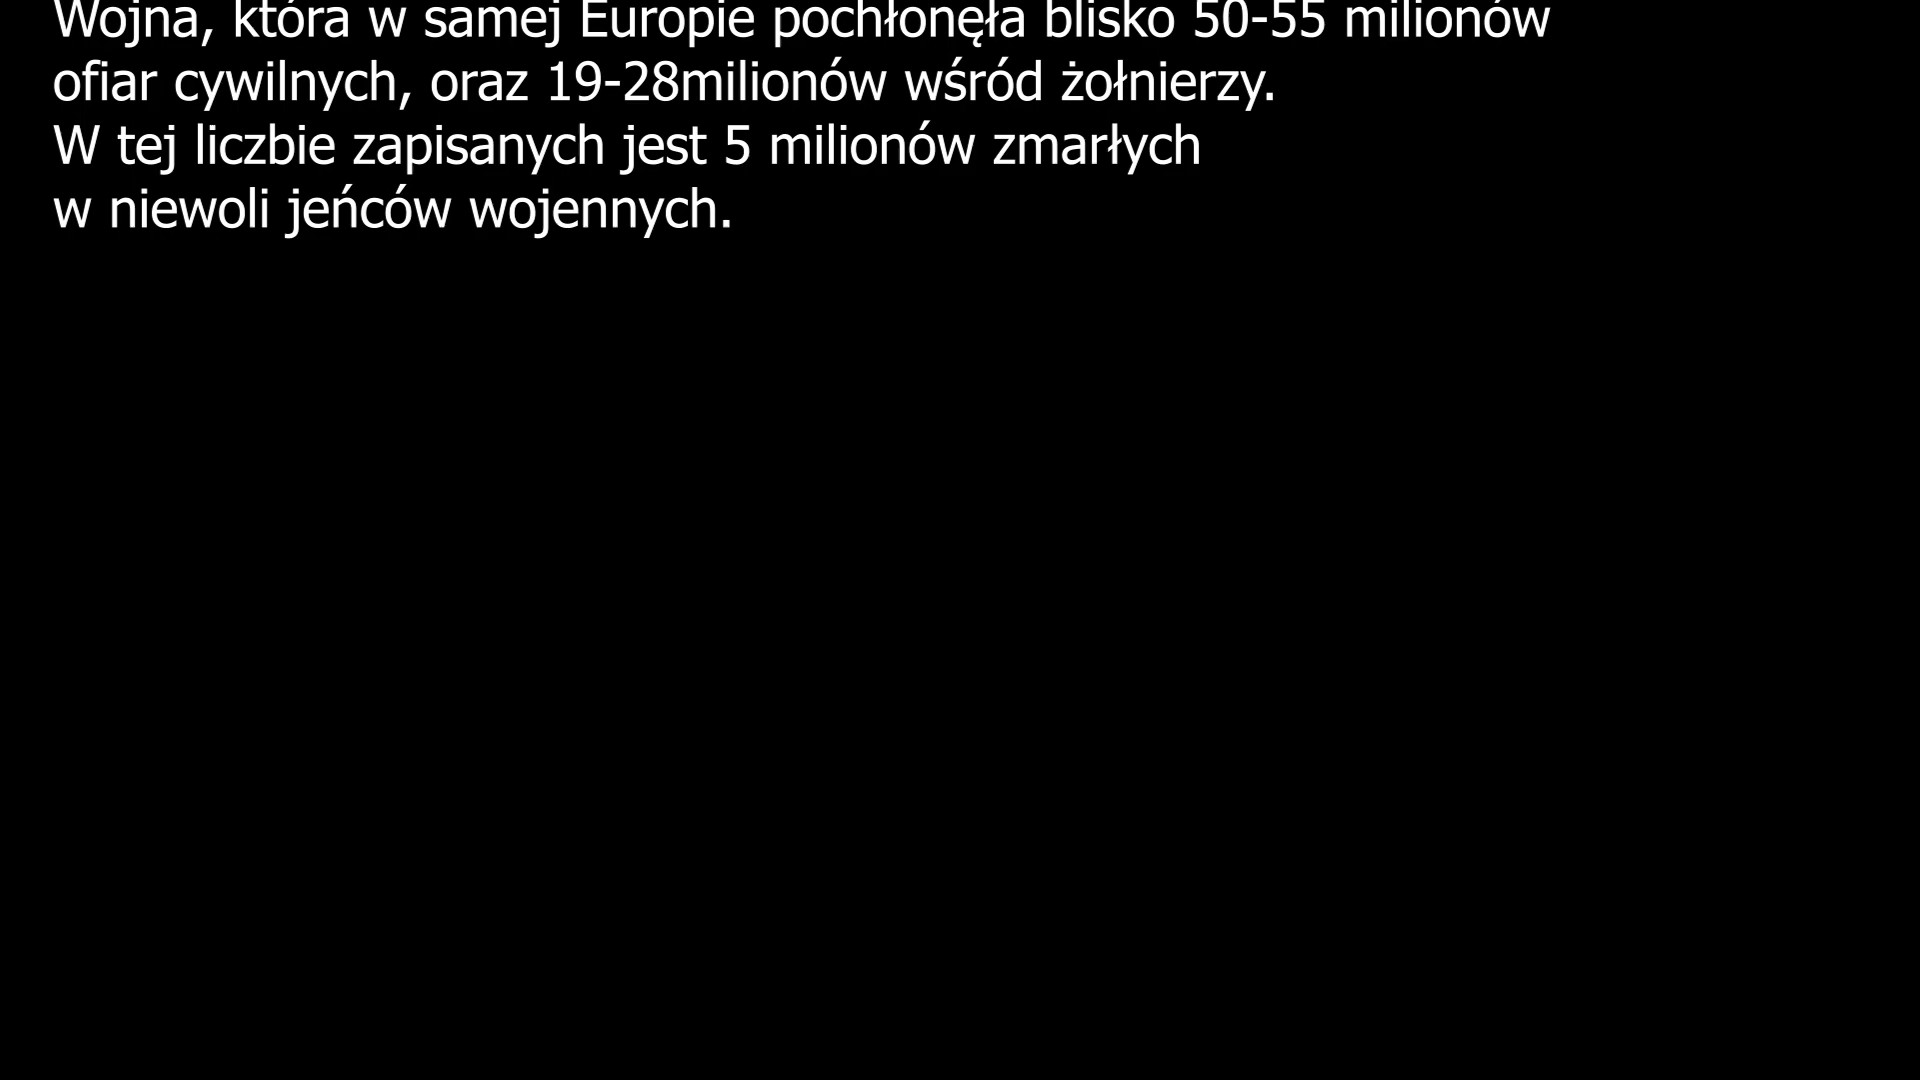 Wojna, która w samej Europie pochłonęła blisko 50-55 milionów
ofiar cywilnych, oraz 19-28milionów wśród żołnierzy.
W tej liczbie zapisanych jest 5 milionów zmarłych
w niewoli jeńców wojennych.